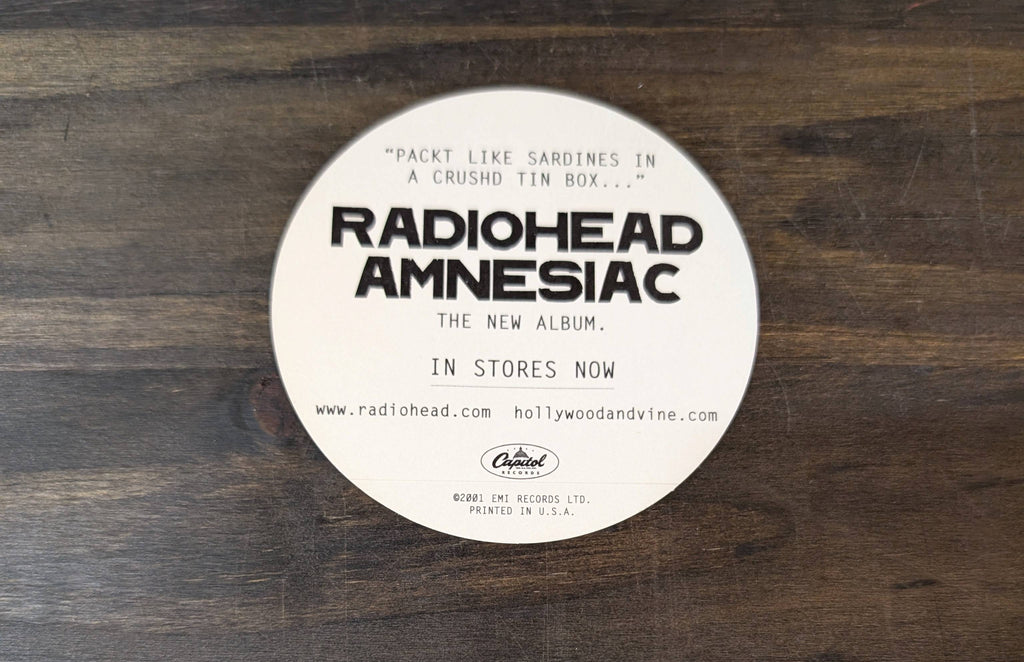 “PACKT LIKE SARDINES IN
A CRUSHD TIN BOX...”
RADIOHEAD
AMNESIAC
THE NEW ALBUM.
IN STORES NOW
www.radiohead.com hollywoodandvine.com
Capitol
RECORDS
©2001 EMI RECORDS LTD.
PRINTED IN U.S.A.